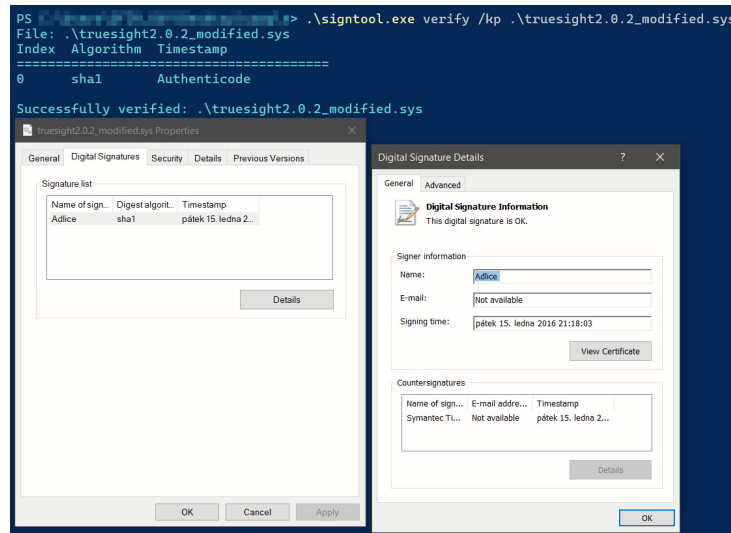 PS > .\signtool.exe verify /kp .\truesight2.0.2_modified.sys
File: .\truesight2.0.2_modified.sys
Index Algorithm Timestamp
========================================
0 sha1 Authenticode
Successfully verified: .\truesight2.0.2_modified.sys
truesight2.0.2_modified.sys Properties
General Digital Signatures Security Details Previous Versions
Signature list
Name of sign... Digest algorit... Timestamp
Adlice sha1 pátek 15. ledna 2...
Details
OK Cancel Apply
Digital Signature Details ?
General Advanced
Digital Signature Information
This digital signature is OK.
Signer information
Name: Adlice
E-mail: Not available
Signing time: pátek 15. ledna 2016 21:18:03
View Certificate
Countersignatures
Name of sign... E-mail addre... Timestamp
Symantec Ti... Not available pátek 15. ledna 2...
Details
OK